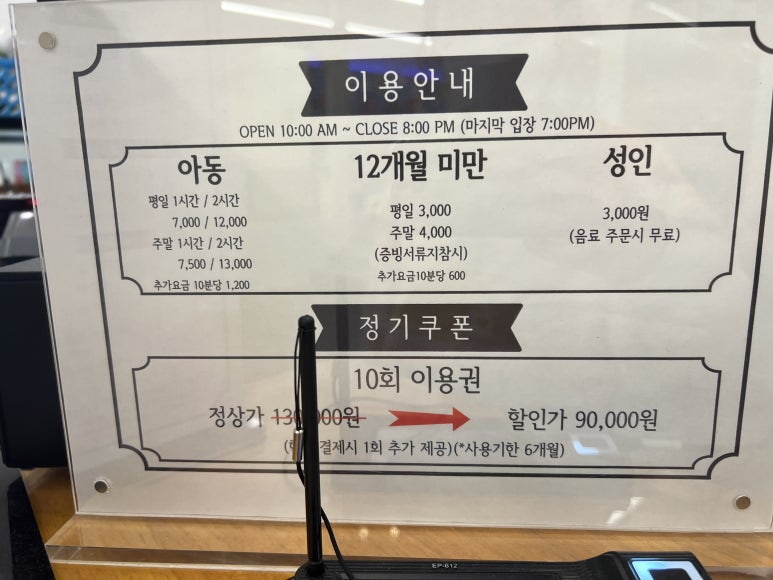 이용안내
OPEN 10:00 AM ~ CLOSE 8:00 PM (마지막 입장 7:00PM)
아동
평일 1시간 / 2시간
7,000 / 12,000
주말 1시간 / 2시간
7,500 / 13,000
추가요금 10분당 1,200
12개월 미만
평일 3,000
주말 4,000
(증빙서류지참시)
추가요금10분당 600
성인
3,000원
(음료 주문시 무료)
정기쿠폰
10회 이용권
정상가 130,000원 할인가 90,000원
결제시 1회 추가 제공)(*사용기한 6개월)
EP-612